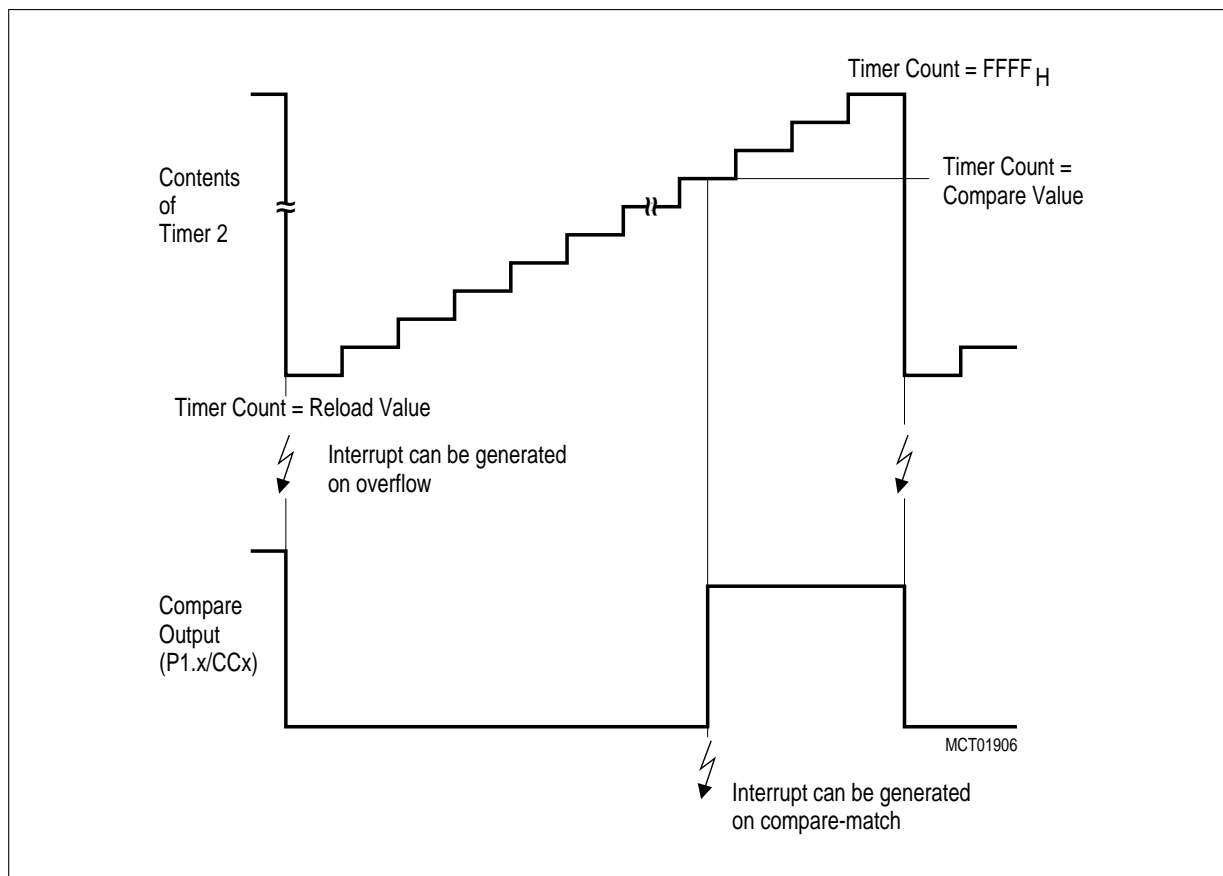 Timer Count = FFFF H
Contents
of
Timer 2
Timer Count =
Compare Value
Timer Count = Reload Value
Interrupt can be generated
on overflow
Compare
Output
(P1.x/CCx)
MCT01906
Interrupt can be generated
on compare-match